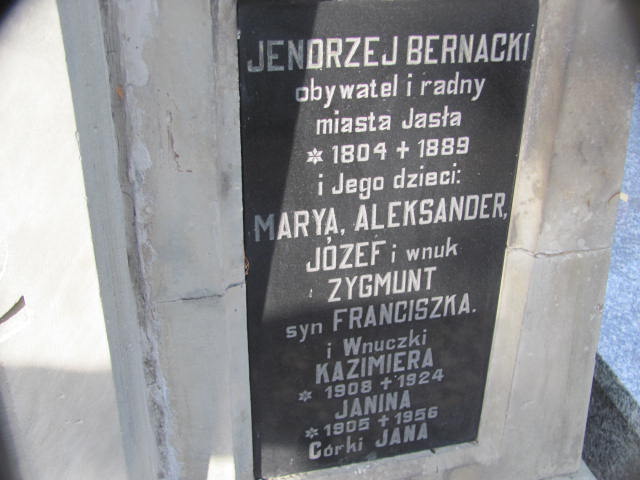 JENDRZEJ BERNACKI
obywatel i radny
miasta Jasła
* 1804 + 1889
i Jego dzieci:
MARYA, ALEKSANDER,
JÓZEF i wnuk
ZYGMUNT
syn FRANCISZKA.
i Wnuczki
KAZIMIERA
* 1908 + 1924
JANINA
* 1905 + 1956
Córki JANA